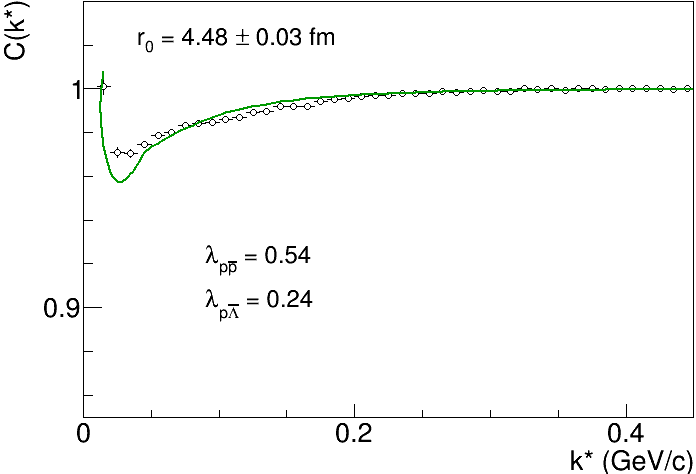 C(k*)
r0 = 4.48 ± 0.03 fm
1
λpp̅ = 0.54
λpΛ̅ = 0.24
0.9
0
0.2
0.4
k* (GeV/c)